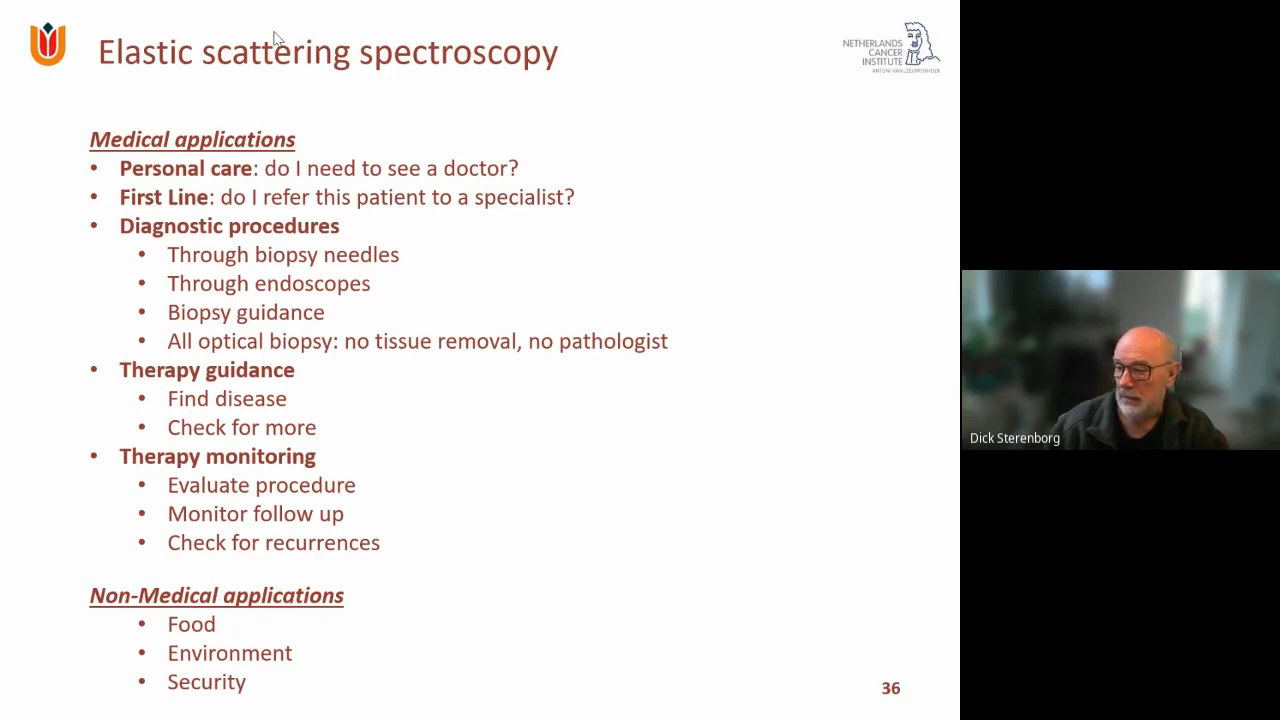 Elastic scattering spectroscopy
NETHERLANDS
CANCER
INSTITUTE
ANTONI VAN LEEUWENHOEK
Medical applications
• Personal care: do I need to see a doctor?
• First Line: do I refer this patient to a specialist?
• Diagnostic procedures
• Through biopsy needles
• Through endoscopes
• Biopsy guidance
• All optical biopsy: no tissue removal, no pathologist
• Therapy guidance
• Find disease
• Check for more
• Therapy monitoring
• Evaluate procedure
• Monitor follow up
• Check for recurrences
Non-Medical applications
• Food
• Environment
• Security
36
Dick Sterenborg